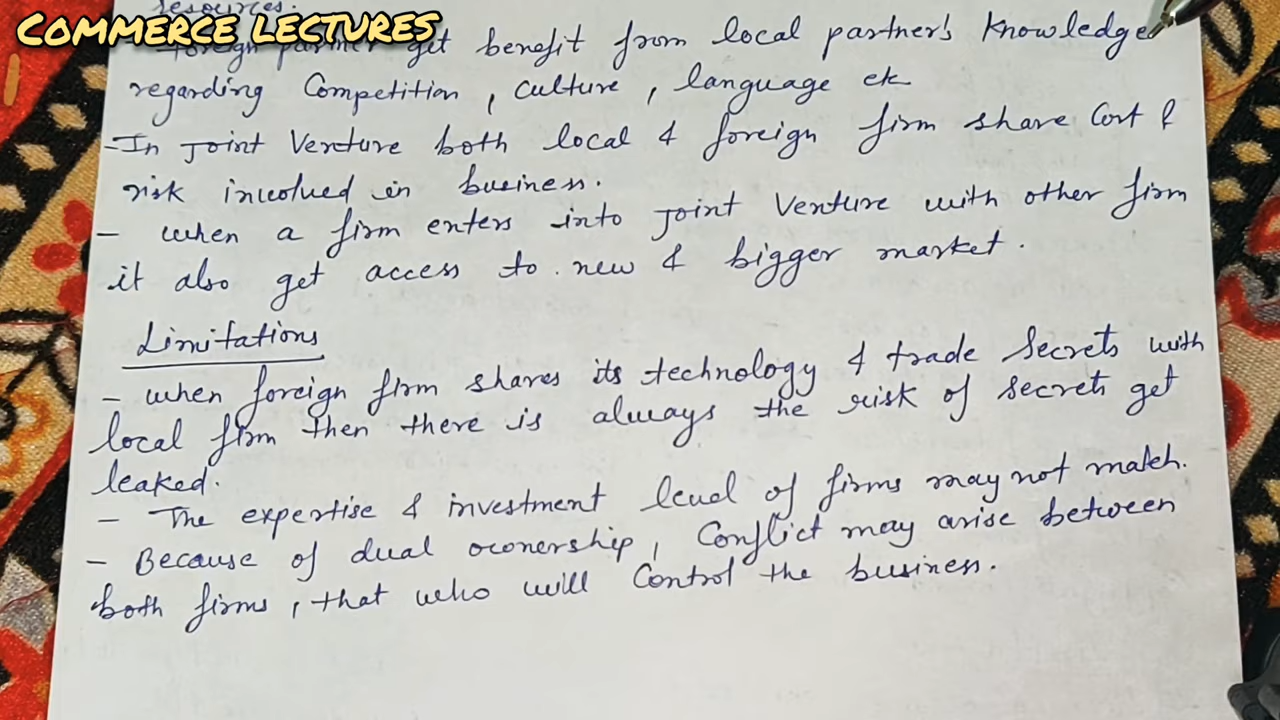 resources.
COMMERCE LECTURES
- foreign partner get benefit from local partner's knowledge
regarding Competition, culture, language etc
- In Joint Venture both local & foreign firm share Cost &
risk involved in business.
- when a firm enters into Joint Venture with other firm
it also get access to new & bigger market.
Limitations
- when foreign firm shares its technology & trade secrets with
local firm then there is always the risk of secrets get
leaked.
- The expertise & investment level of firms may not match.
- Because of dual ownership, Conflict may arise between
both firms, that who will Control the business.